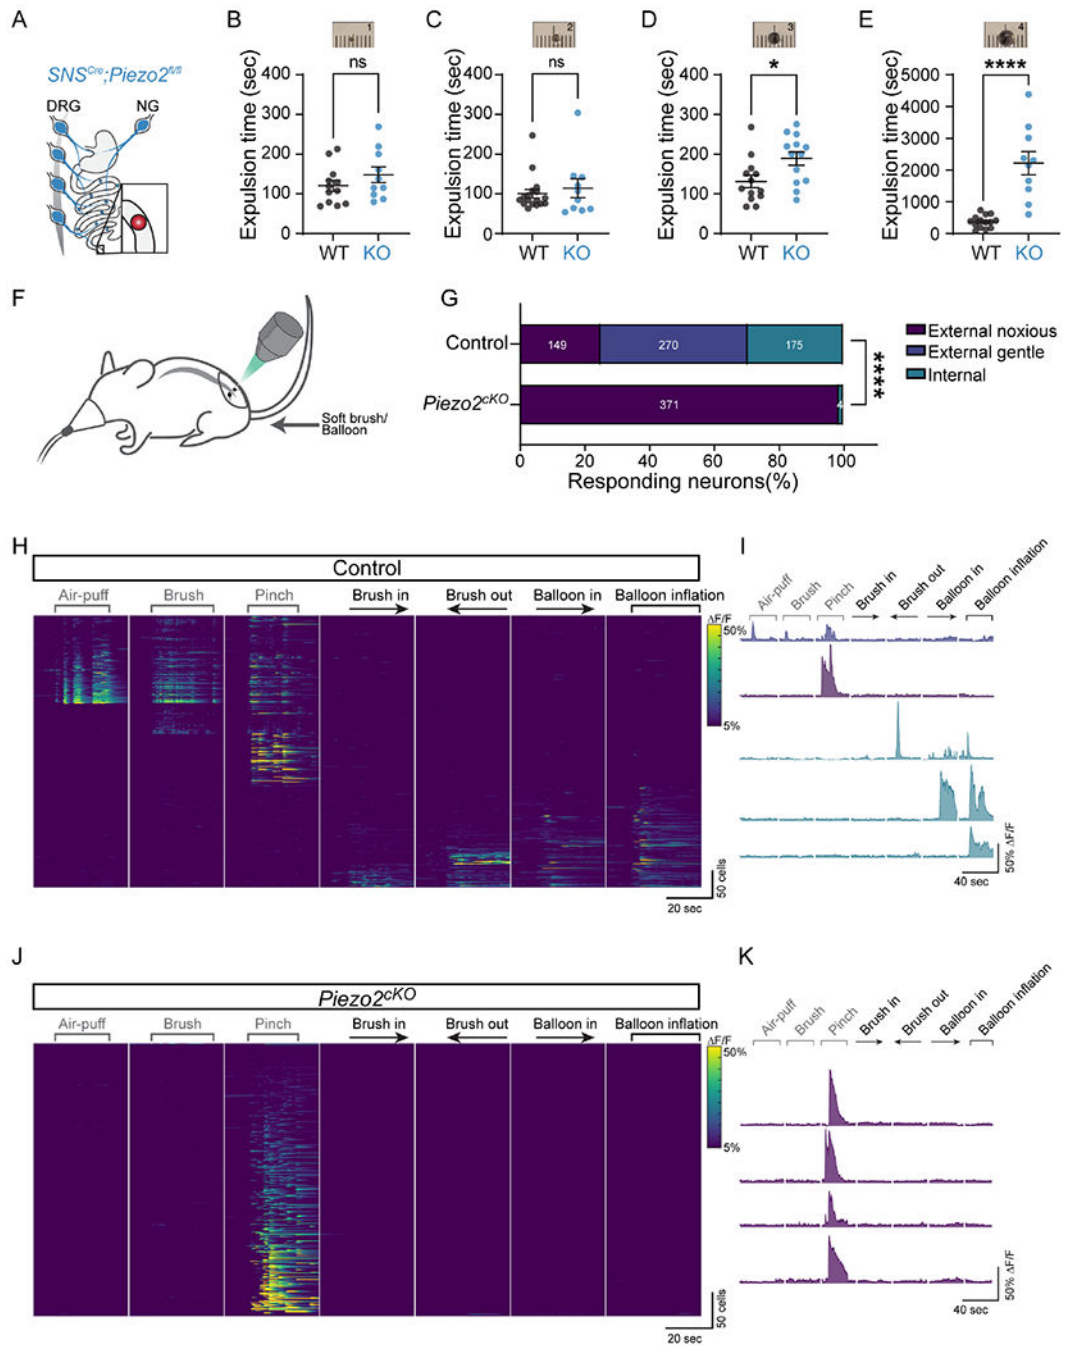 A
SNSCre;Piezo2fl/fl
DRG
NG
B
1
Expulsion time (sec)
400
300
200
100
0
ns
WT
KO
C
2
Expulsion time (sec)
400
300
200
100
0
ns
WT
KO
D
3
Expulsion time (sec)
400
300
200
100
0
*
WT
KO
E
4
Expulsion time (sec)
5000
4000
3000
2000
1000
0
****
WT
KO
F
Soft brush/
Balloon
G
Control
149
270
175
Piezo2cKO
371
4
****
0
20
40
60
80
100
Responding neurons(%)
External noxious
External gentle
Internal
H
Control
Air-puff
Brush
Pinch
Brush in
Brush out
Balloon in
Balloon inflation
ΔF/F
50%
5%
50 cells
20 sec
I
Air-puff
Brush
Pinch
Brush in
Brush out
Balloon in
Balloon inflation
50% ΔF/F
40 sec
J
Piezo2cKO
Air-puff
Brush
Pinch
Brush in
Brush out
Balloon in
Balloon inflation
ΔF/F
50%
5%
50 cells
20 sec
K
Air-puff
Brush
Pinch
Brush in
Brush out
Balloon in
Balloon inflation
50% ΔF/F
40 sec